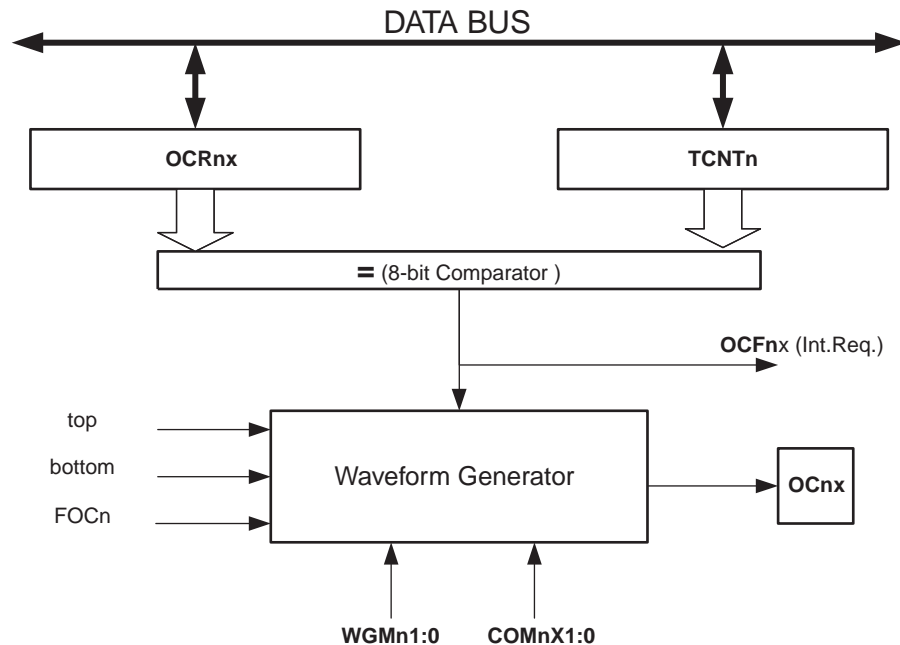 DATA BUS
OCRnx
TCNTn
= (8-bit Comparator )
OCFnx (Int.Req.)
top
bottom
FOCn
Waveform Generator
OCnx
WGMn1:0
COMnX1:0